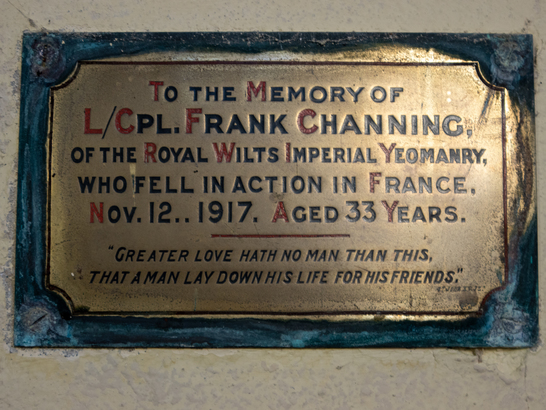 TO THE MEMORY OF
L/CPL. FRANK CHANNING,
OF THE ROYAL WILTS IMPERIAL YEOMANRY,
WHO FELL IN ACTION IN FRANCE,
NOV. 12.. 1917. AGED 33 YEARS.
"GREATER LOVE HATH NO MAN THAN THIS,
THAT A MAN LAY DOWN HIS LIFE FOR HIS FRIENDS."